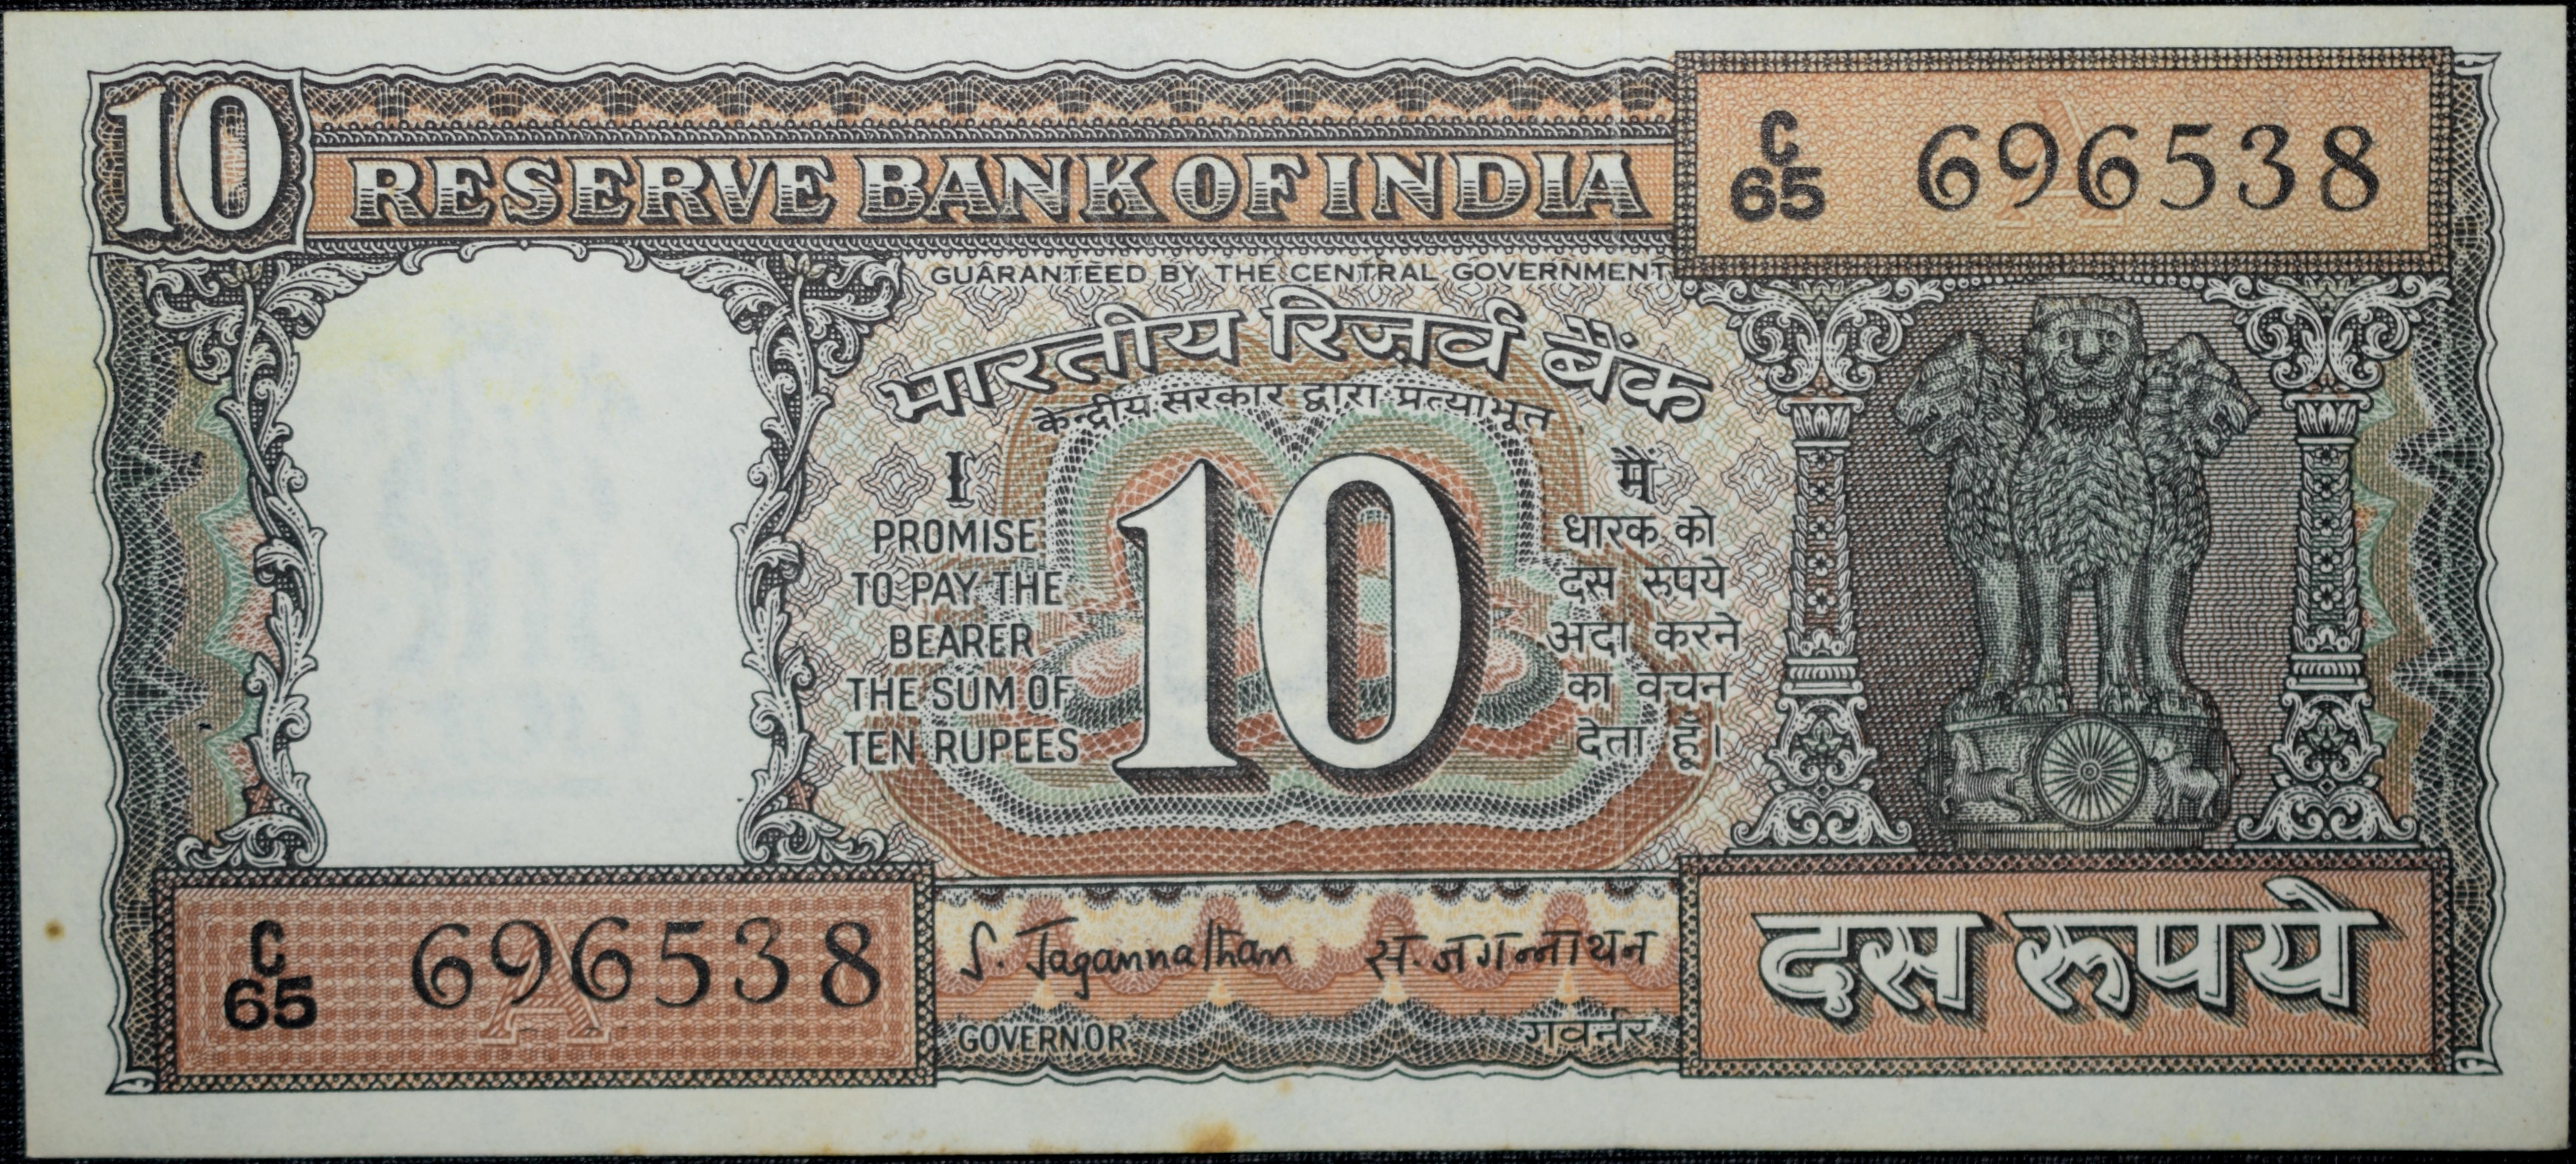 10
RESERVE BANK OF INDIA
C
65 696538
GUARANTEED BY THE CENTRAL GOVERNMENT
भारतीय रिज़र्व बैंक
केन्द्रीय सरकार द्वारा प्रत्याभूत
I
PROMISE
TO PAY THE
BEARER
THE SUM OF
TEN RUPEES
10
मैं
धारक को
दस रुपये
अदा करने
का वचन
देता हूँ।
C
65 696538
A
S. Jagannathan स. जगन्नाथन
GOVERNOR गवर्नर
दस रूपये